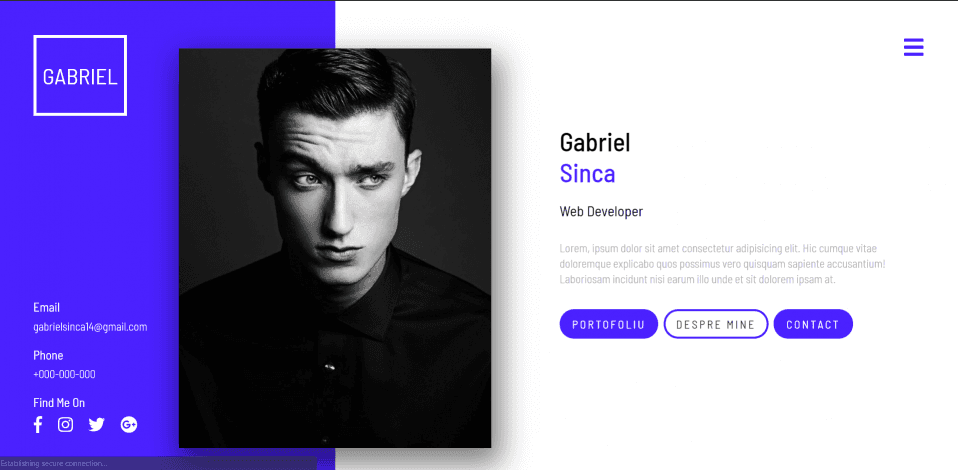 GABRIEL
Gabriel
Sinca
Web Developer
Lorem, ipsum dolor sit amet consectetur adipisicing elit. Hic cumque vitae
doloremque explicabo quos possimus vero quisquam sapiente accusantium!
Laboriosam incidunt nisi earum illo unde et sit dolorem ipsam at.
PORTOFOLIU DESPRE MINE CONTACT
Email
gabrielsinca14@gmail.com
Phone
+000-000-000
Find Me On
Establishing secure connection...